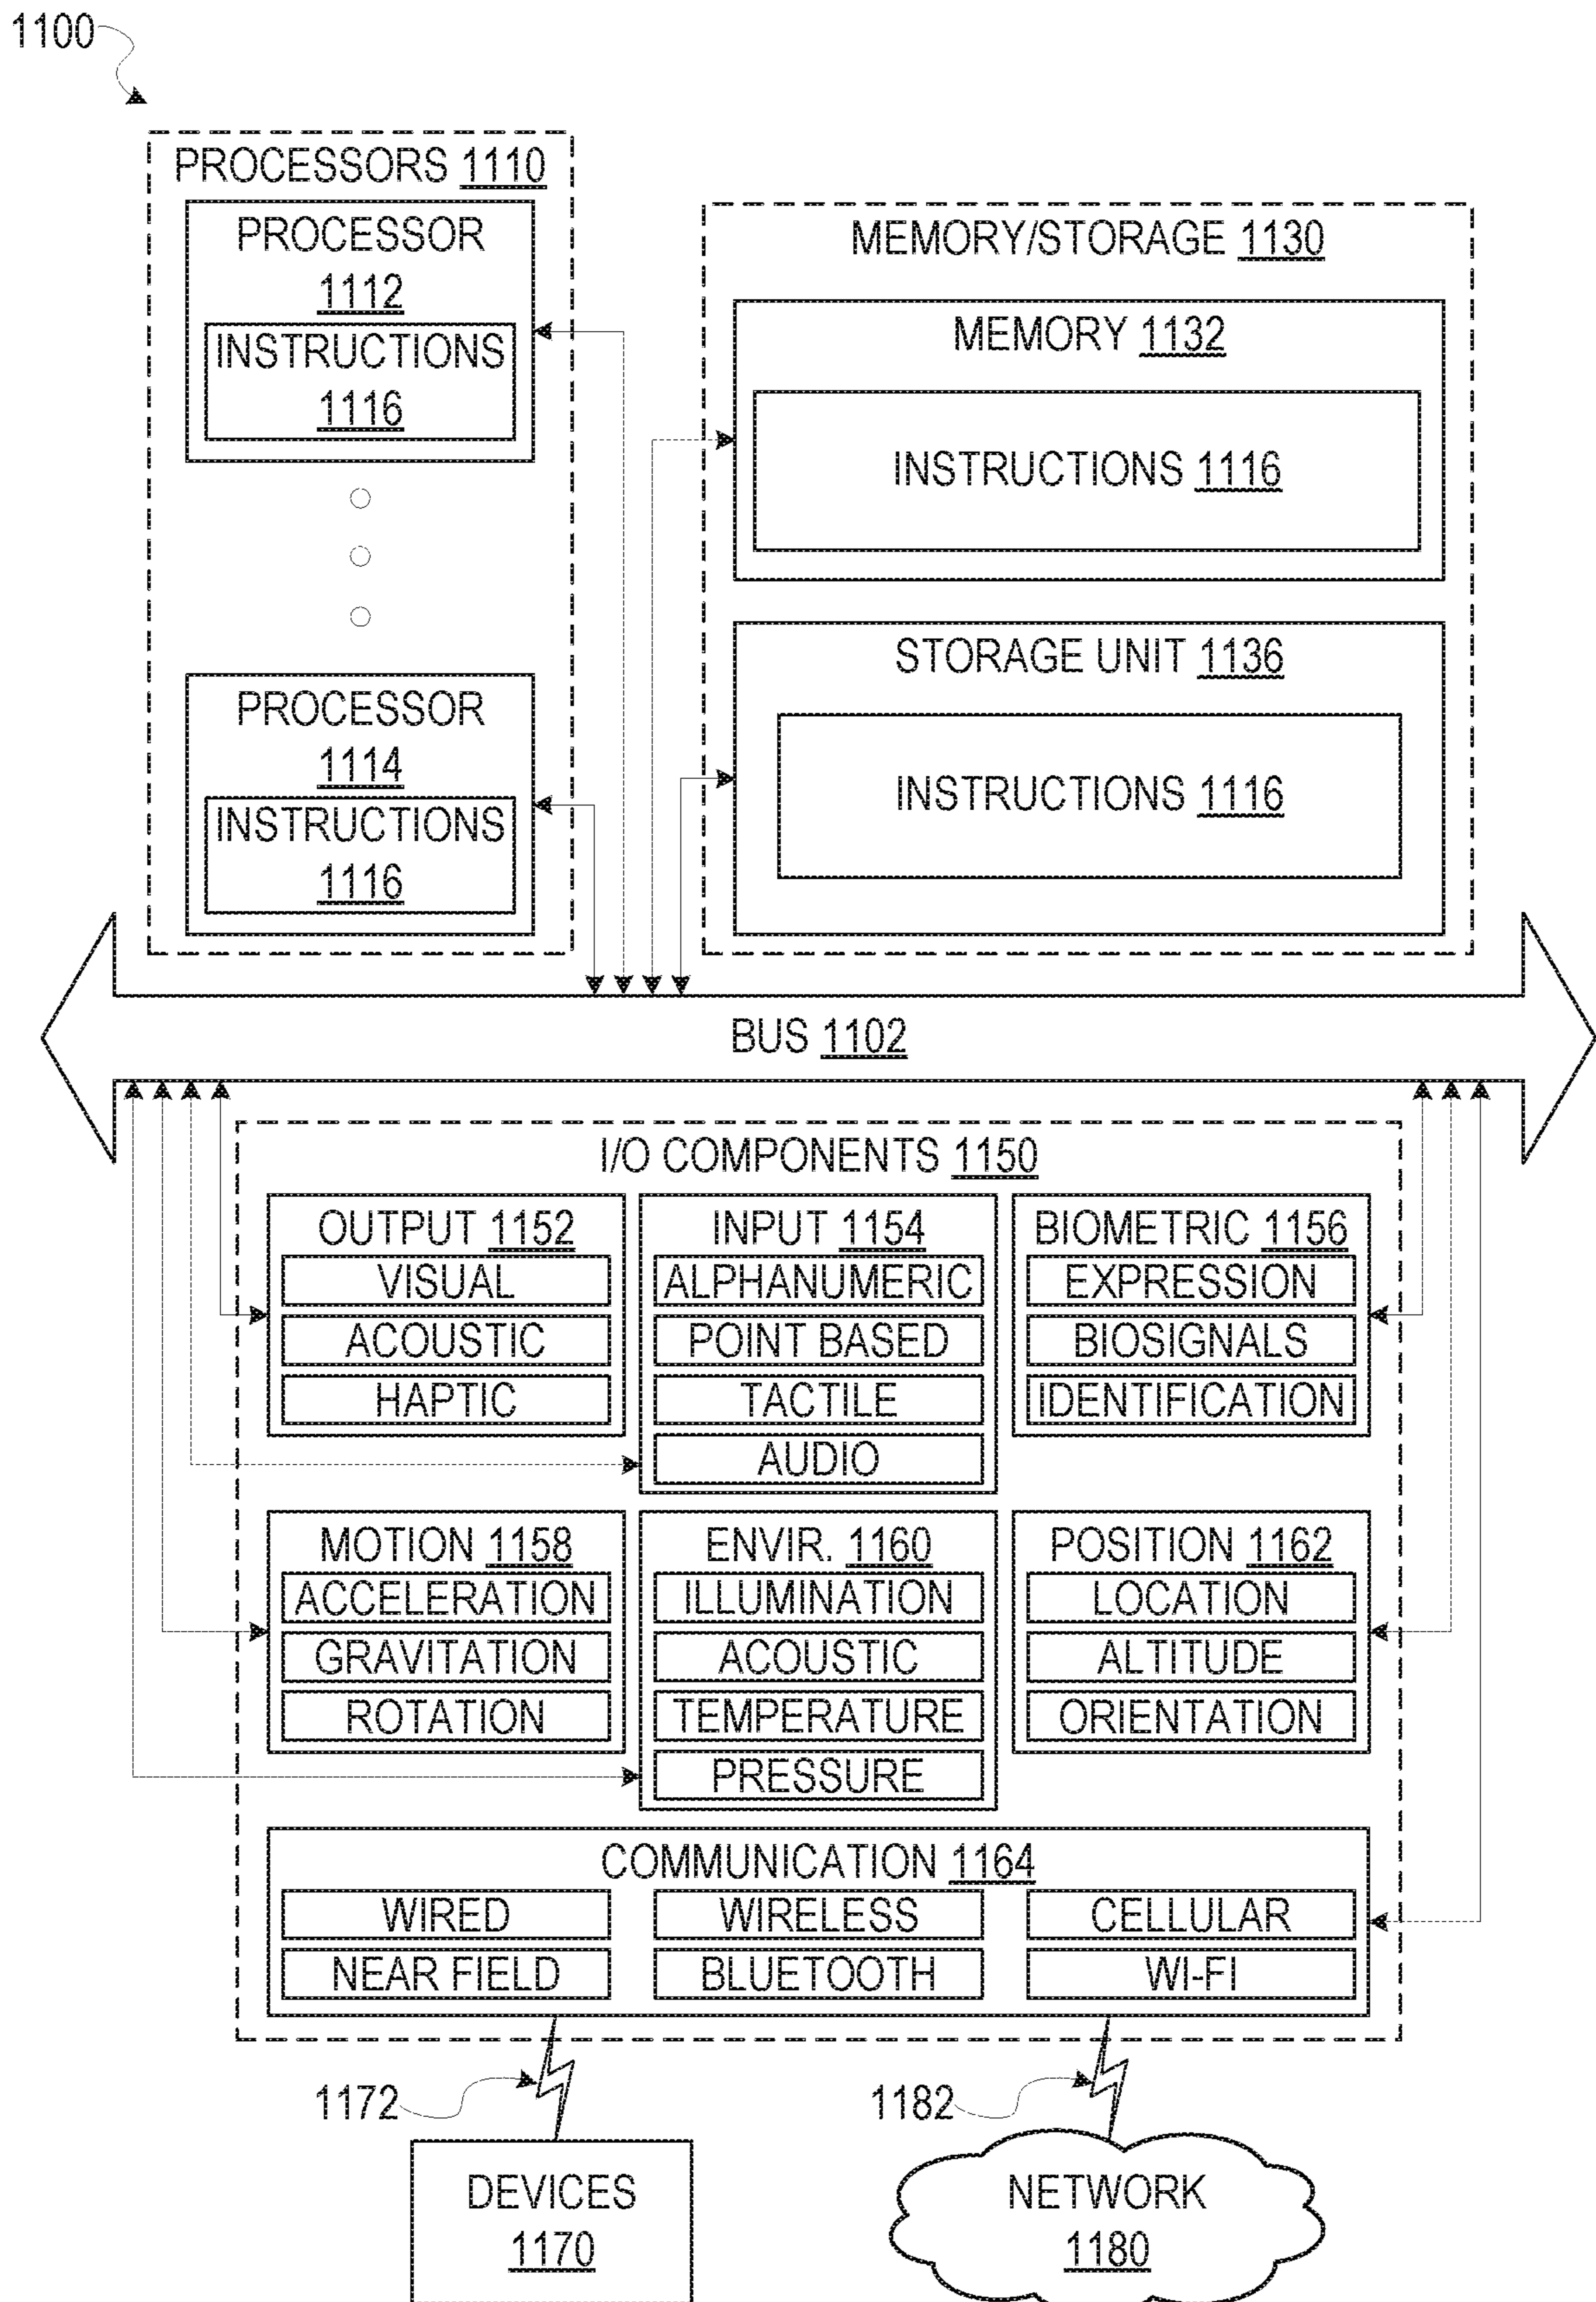 1100
PROCESSORS 1110
PROCESSOR
1112
INSTRUCTIONS
1116
PROCESSOR
1114
INSTRUCTIONS
1116
MEMORY/STORAGE 1130
MEMORY 1132
INSTRUCTIONS 1116
STORAGE UNIT 1136
INSTRUCTIONS 1116
BUS 1102
I/O COMPONENTS 1150
OUTPUT 1152
VISUAL
ACOUSTIC
HAPTIC
INPUT 1154
ALPHANUMERIC
POINT BASED
TACTILE
AUDIO
BIOMETRIC 1156
EXPRESSION
BIOSIGNALS
IDENTIFICATION
MOTION 1158
ACCELERATION
GRAVITATION
ROTATION
ENVIR. 1160
ILLUMINATION
ACOUSTIC
TEMPERATURE
PRESSURE
POSITION 1162
LOCATION
ALTITUDE
ORIENTATION
COMMUNICATION 1164
WIRED
WIRELESS
CELLULAR
NEAR FIELD
BLUETOOTH
WI-FI
1172
1182
DEVICES
1170
NETWORK
1180